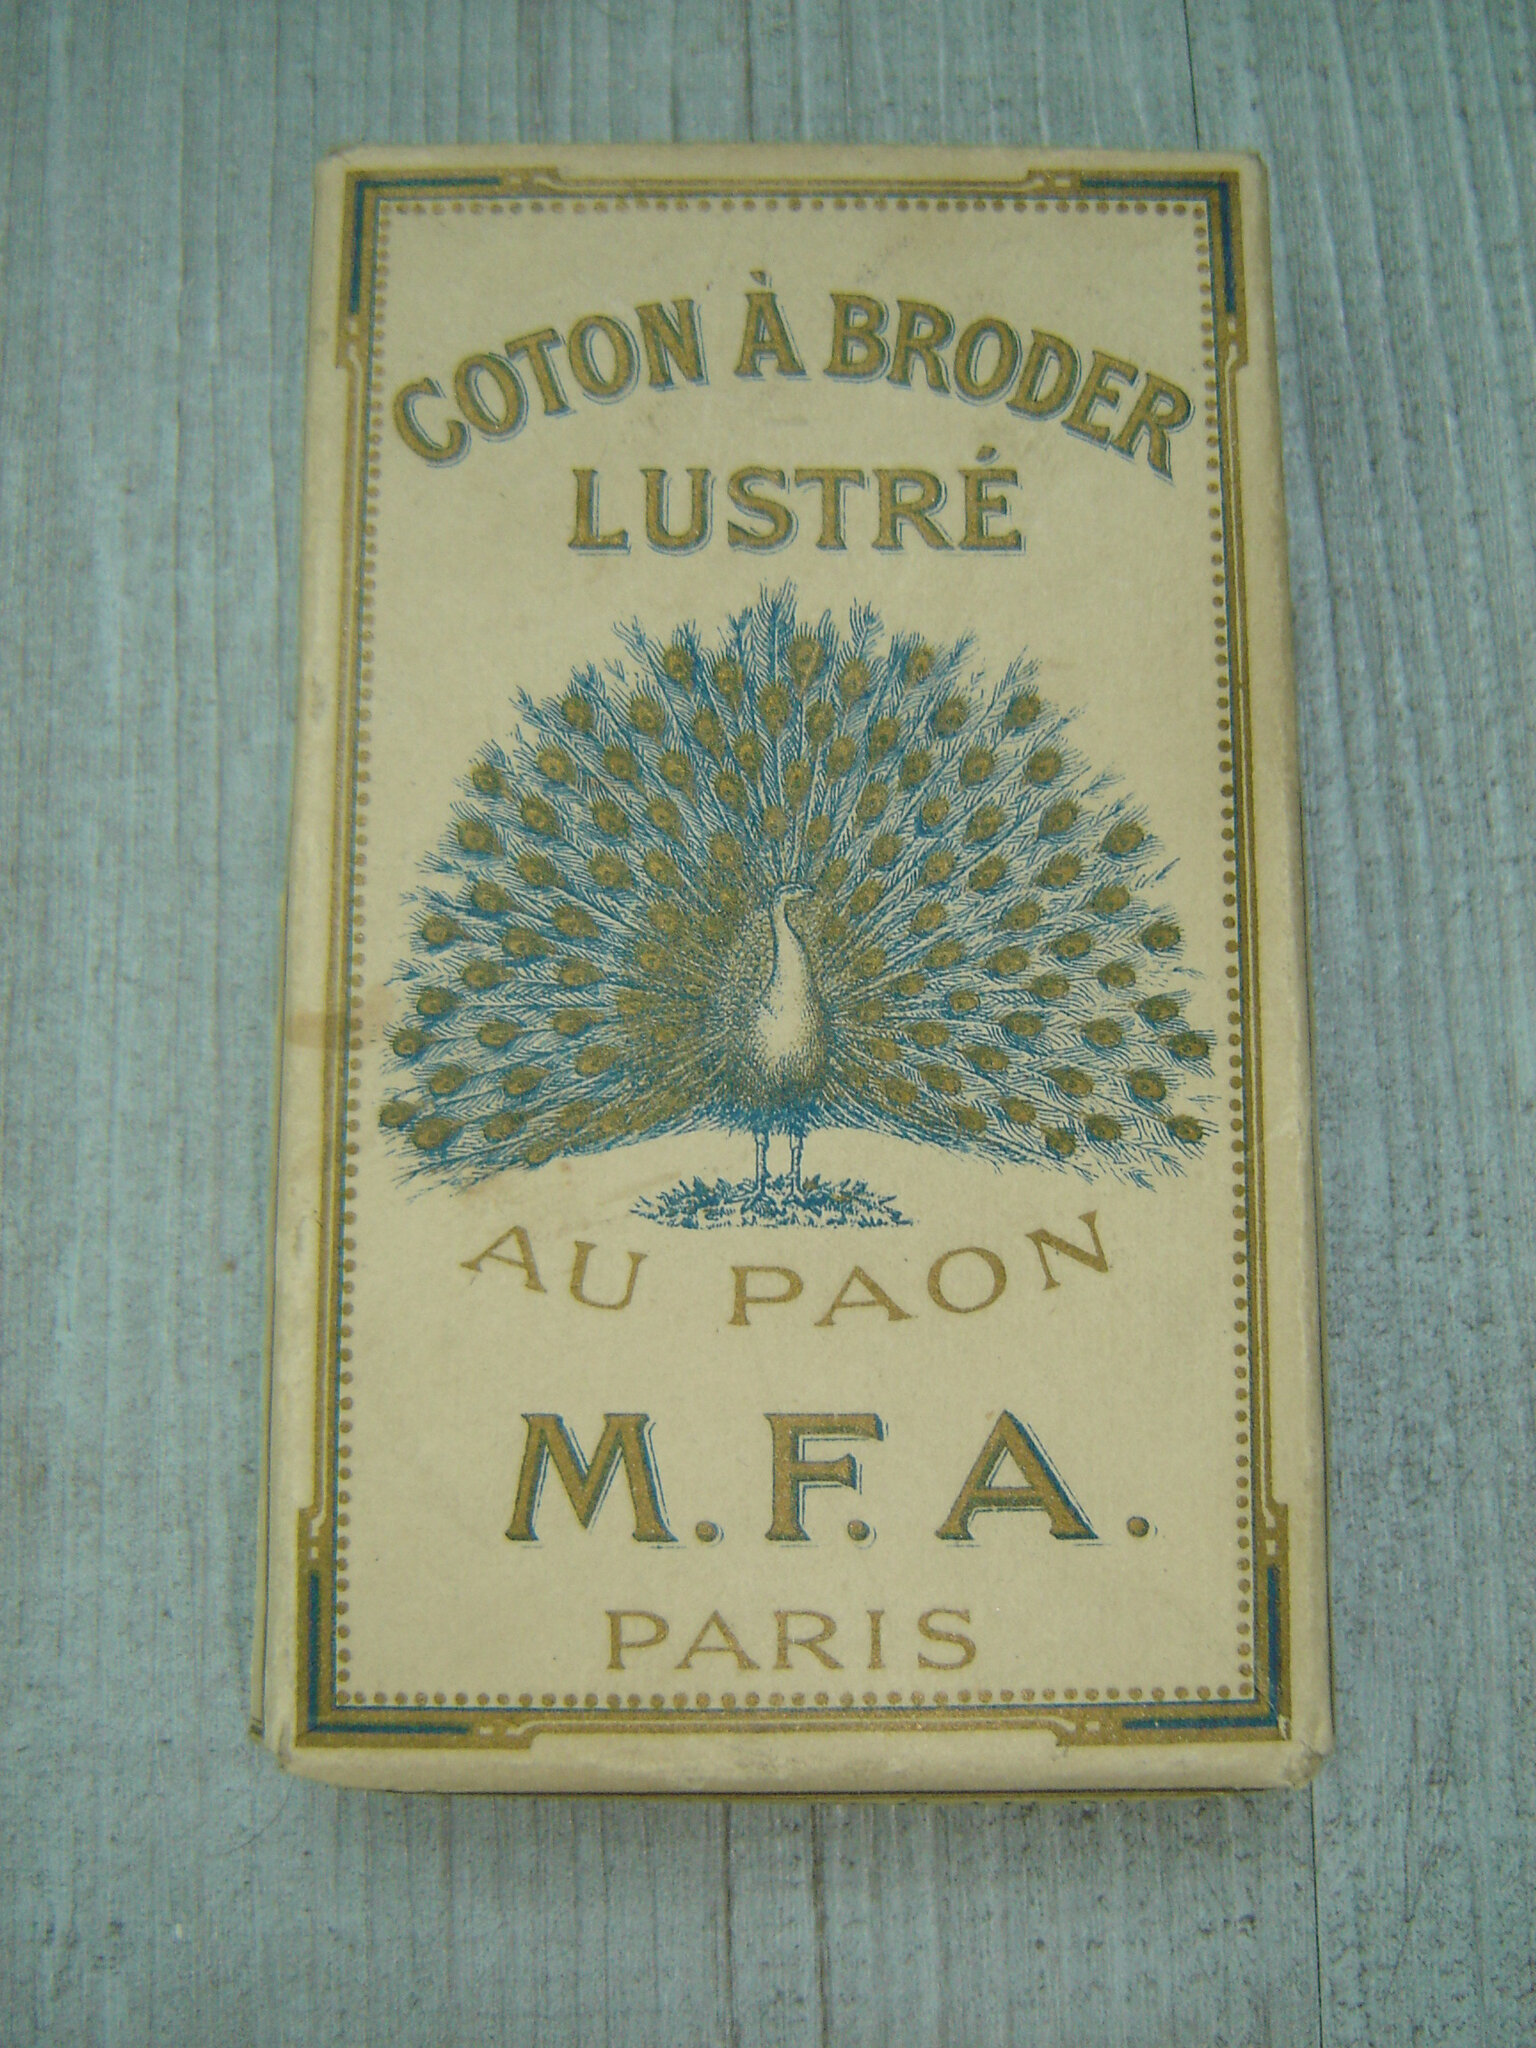 COTON À BRODER
LUSTRÉ
AU PAON
M.F.A.
PARIS